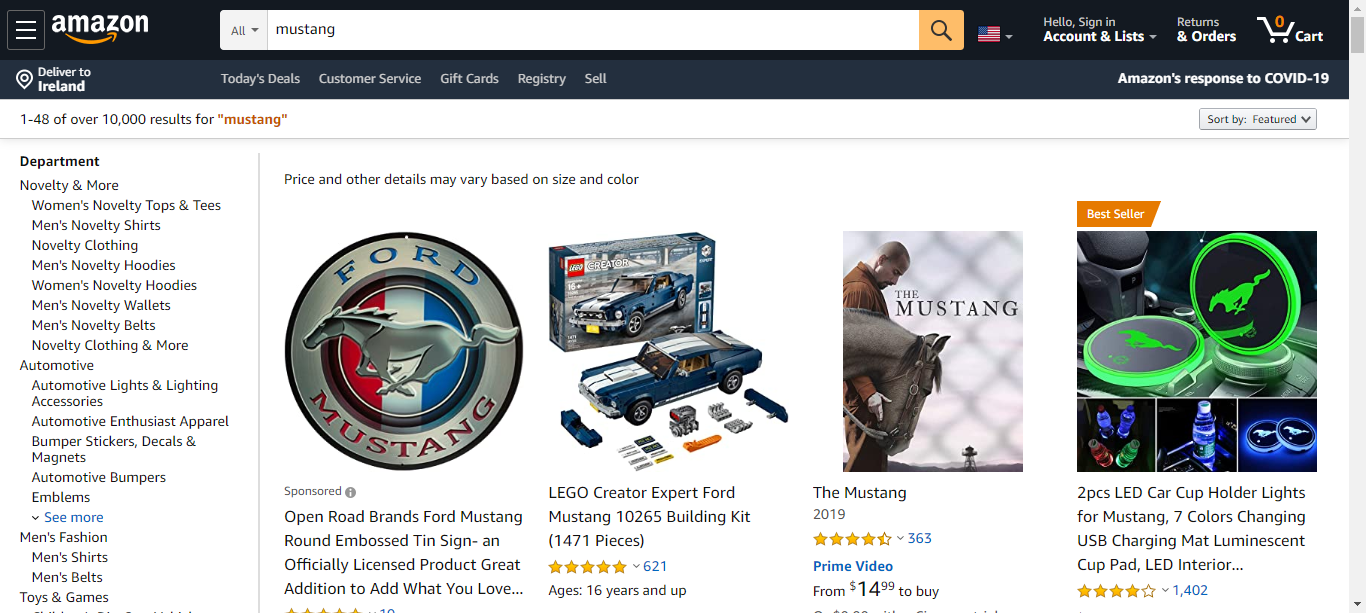 amazon
All
mustang
Hello, Sign in
Account & Lists
Returns
& Orders
0
Cart
Deliver to
Ireland
Today's Deals
Customer Service
Gift Cards
Registry
Sell
Amazon's response to COVID-19
1-48 of over 10,000 results for "mustang"
Sort by: Featured
Department
Novelty & More
Women's Novelty Tops & Tees
Men's Novelty Shirts
Novelty Clothing
Men's Novelty Hoodies
Women's Novelty Hoodies
Men's Novelty Wallets
Men's Novelty Belts
Novelty Clothing & More
Automotive
Automotive Lights & Lighting
Accessories
Automotive Enthusiast Apparel
Bumper Stickers, Decals &
Magnets
Automotive Bumpers
Emblems
See more
Men's Fashion
Men's Shirts
Men's Belts
Toys & Games
Price and other details may vary based on size and color
FORD
MUSTANG
Sponsored
Open Road Brands Ford Mustang
Round Embossed Tin Sign- an
Officially Licensed Product Great
Addition to Add What You Love...
LEGO
CREATOR
16+
LEGO Creator Expert Ford
Mustang 10265 Building Kit
(1471 Pieces)
621
Ages: 16 years and up
THE
MUSTANG
The Mustang
2019
363
Prime Video
From $14.99 to buy
Best Seller
2pcs LED Car Cup Holder Lights
for Mustang, 7 Colors Changing
USB Charging Mat Luminescent
Cup Pad, LED Interior...
1,402